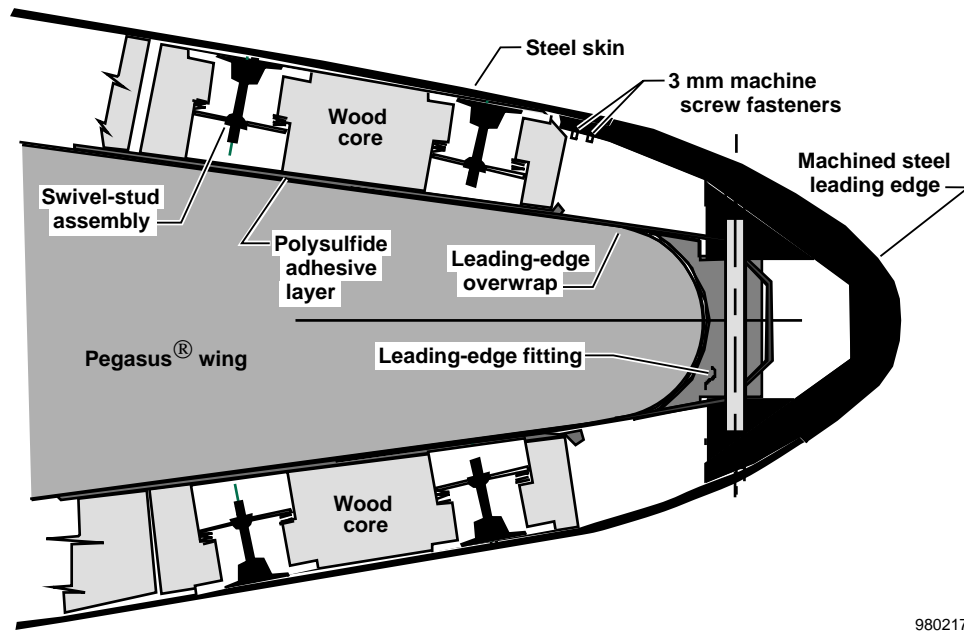 Steel skin
3 mm machine
screw fasteners
Wood
core
Machined steel
leading edge
Swivel-stud
assembly
Polysulfide
adhesive
layer
Leading-edge
overwrap
Pegasus® wing
Leading-edge fitting
Wood
core
980217